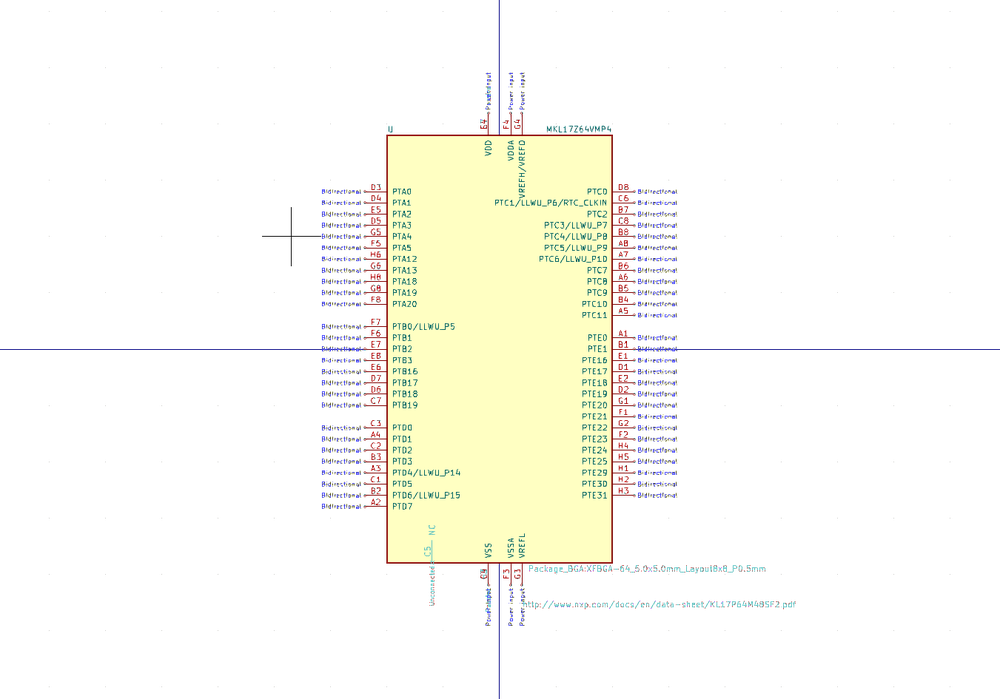 Power input
Power input
F4
G4
U
MKL17Z64VMP4
VDD
VDDA
VREFH/VREFO
Bidirectional D3 PTA0
Bidirectional D4 PTA1
Bidirectional E5 PTA2
Bidirectional D5 PTA3
Bidirectional G5 PTA4
Bidirectional F5 PTA5
Bidirectional H6 PTA12
Bidirectional G6 PTA13
Bidirectional H8 PTA18
Bidirectional G8 PTA19
Bidirectional F8 PTA20
Bidirectional F7 PTB0/LLWU_P5
Bidirectional F6 PTB1
Bidirectional E7 PTB2
Bidirectional E8 PTB3
Bidirectional E6 PTB16
Bidirectional D7 PTB17
Bidirectional D6 PTB18
Bidirectional C7 PTB19
Bidirectional C3 PTD0
Bidirectional A4 PTD1
Bidirectional C2 PTD2
Bidirectional B3 PTD3
Bidirectional A3 PTD4/LLWU_P14
Bidirectional C1 PTD5
Bidirectional B2 PTD6/LLWU_P15
Bidirectional A2 PTD7
PTC0 D8 Bidirectional
PTC1/LLWU_P6/RTC_CLKIN C6 Bidirectional
PTC2 B7 Bidirectional
PTC3/LLWU_P7 C8 Bidirectional
PTC4/LLWU_P8 B8 Bidirectional
PTC5/LLWU_P9 A8 Bidirectional
PTC6/LLWU_P10 A7 Bidirectional
PTC7 B6 Bidirectional
PTC8 A6 Bidirectional
PTC9 B5 Bidirectional
PTC10 B4 Bidirectional
PTC11 A5 Bidirectional
PTE0 A1 Bidirectional
PTE1 B1 Bidirectional
PTE16 E1 Bidirectional
PTE17 D1 Bidirectional
PTE18 E2 Bidirectional
PTE19 D2 Bidirectional
PTE20 G1 Bidirectional
PTE21 F1 Bidirectional
PTE22 G2 Bidirectional
PTE23 F2 Bidirectional
PTE24 H4 Bidirectional
PTE25 H5 Bidirectional
PTE29 H1 Bidirectional
PTE30 H2 Bidirectional
PTE31 H3 Bidirectional
NC
C5
Unconnected
VSS
VSSA
VREFL
F3
G3
Power input
Power input
Package_BGA:XFBGA-64_5.0x5.0mm_Layout8x8_P0.5mm
http://www.nxp.com/docs/en/data-sheet/KL17P64M48SF2.pdf